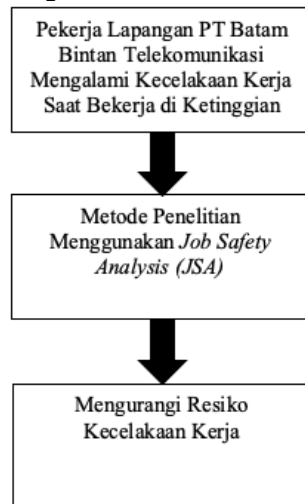 Pekerja Lapangan PT Batam
Bintan Telekomunikasi
Mengalami Kecelakaan Kerja
Saat Bekerja di Ketinggian
Metode Penelitian
Menggunakan Job Safety
Analysis (JSA)
Mengurangi Resiko
Kecelakaan Kerja